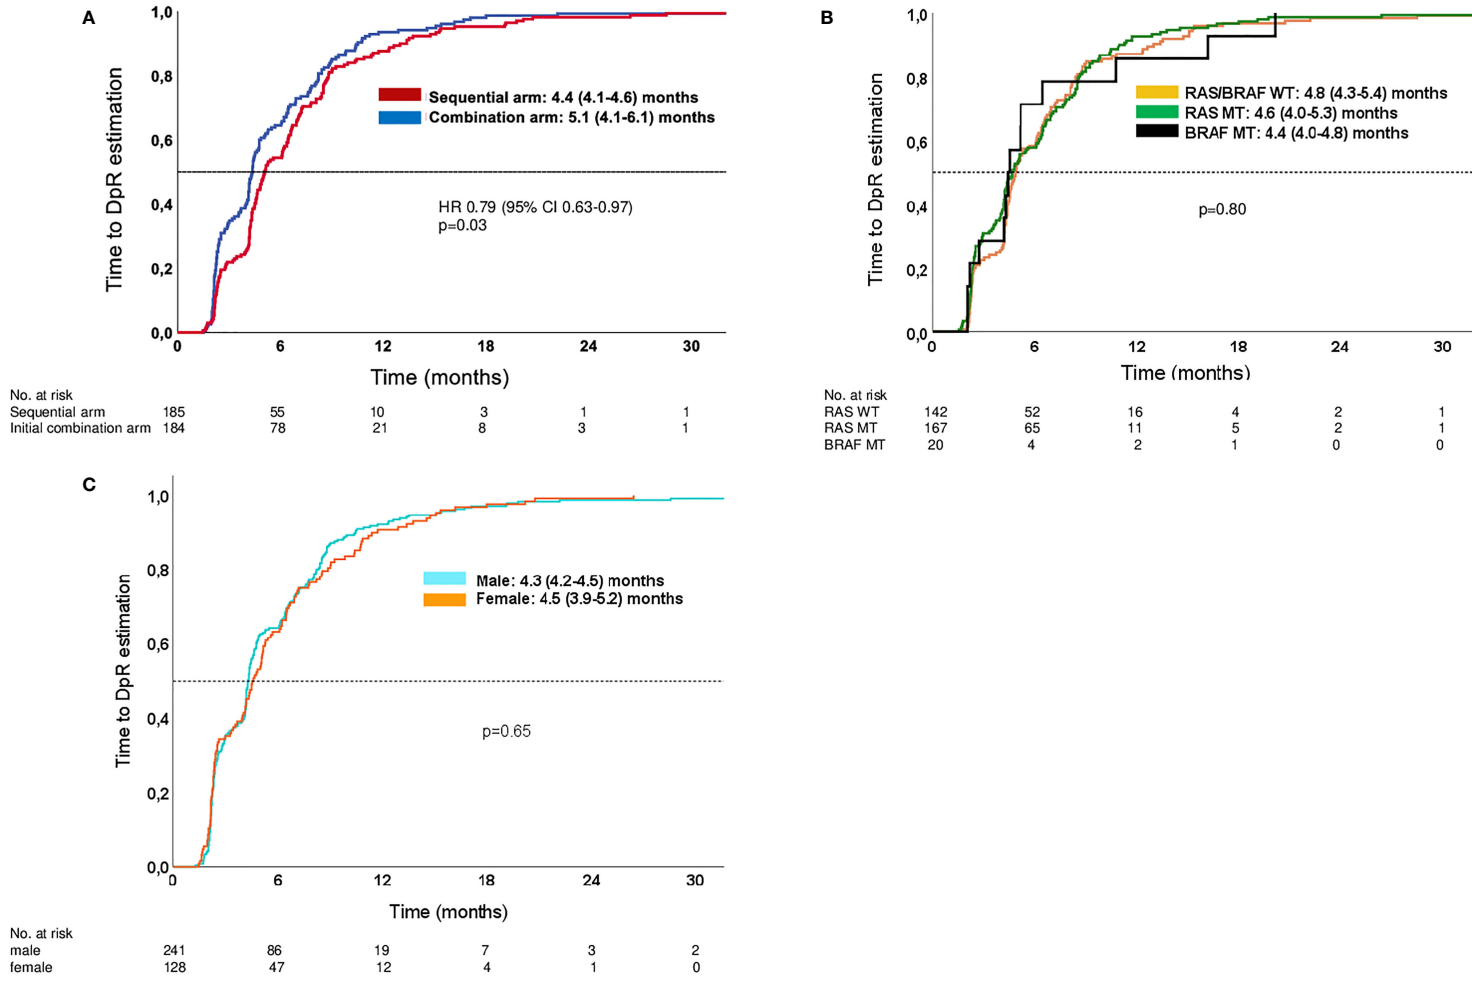 A
1,0
0,8
0,6
0,4
0,2
0,0
Time to DpR estimation
Sequential arm: 4.4 (4.1-4.6) months
Combination arm: 5.1 (4.1-6.1) months
HR 0.79 (95% CI 0.63-0.97)
p=0.03
0 6 12 18 24 30
Time (months)
No. at risk
Sequential arm 185 55 10 3 1 1
Initial combination arm 184 78 21 8 3 1
B
1,0
0,8
0,6
0,4
0,2
0,0
Time to DpR estimation
RAS/BRAF WT: 4.8 (4.3-5.4) months
RAS MT: 4.6 (4.0-5.3) months
BRAF MT: 4.4 (4.0-4.8) months
p=0.80
0 6 12 18 24 30
Time (months)
No. at risk
RAS WT 142 52 16 4 2 1
RAS MT 167 65 11 5 2 1
BRAF MT 20 4 2 1 0 0
C
1,0
0,8
0,6
0,4
0,2
0,0
Time to DpR estimation
Male: 4.3 (4.2-4.5) months
Female: 4.5 (3.9-5.2) months
p=0.65
0 6 12 18 24 30
Time (months)
No. at risk
male 241 86 19 7 3 2
female 128 47 12 4 1 0